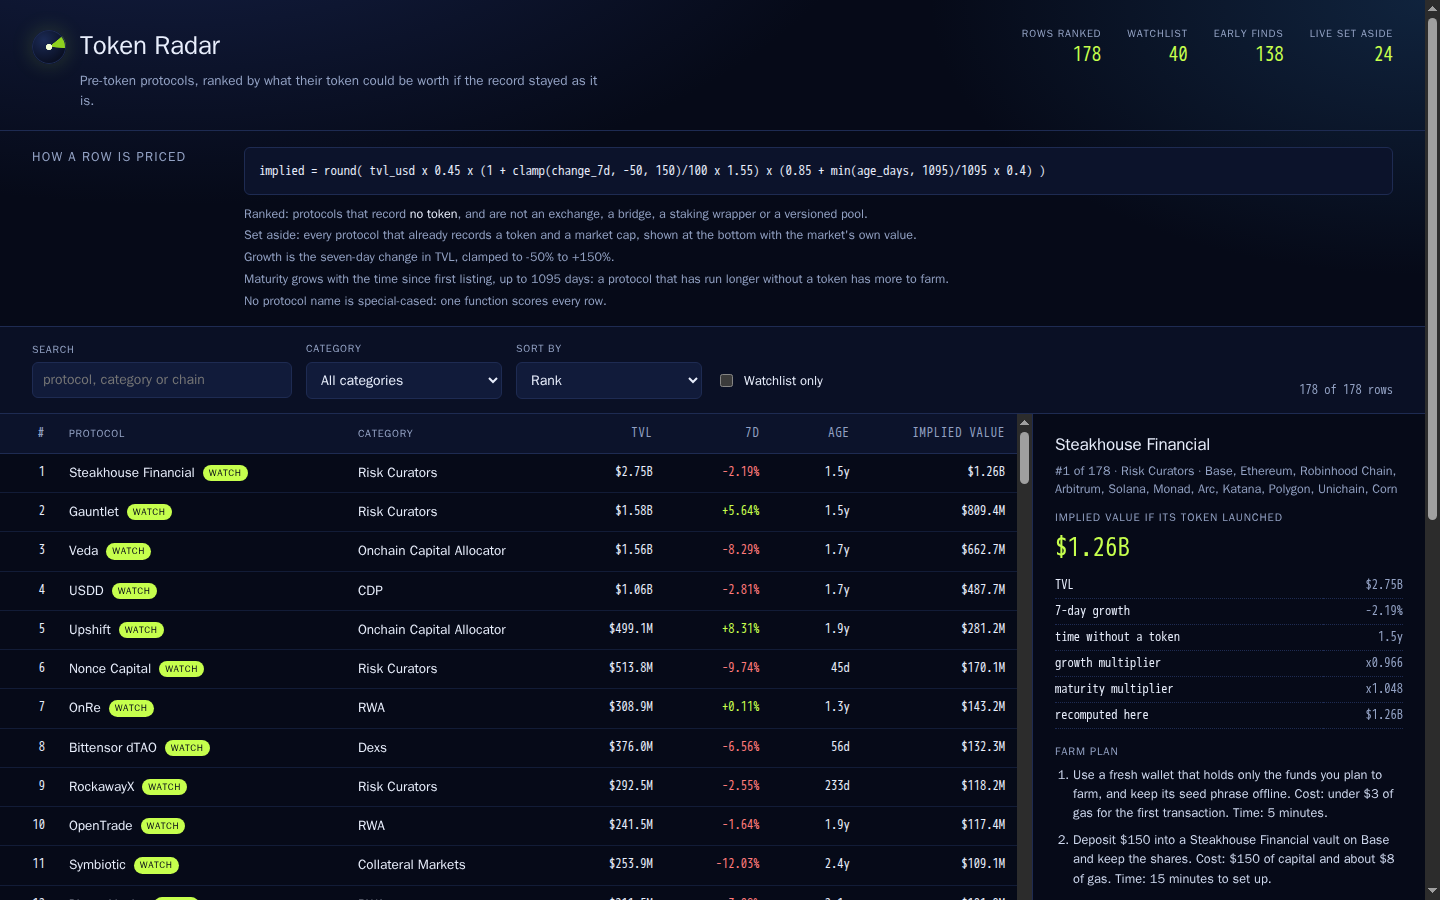 Token Radar
Pre-token protocols, ranked by what their token could be worth if the record stayed as it
is.
ROWS RANKED WATCHLIST EARLY FINDS LIVE SET ASIDE
178 40 138 24
HOW A ROW IS PRICED
implied = round( tvl_usd x 0.45 x (1 + clamp(change_7d, -50, 150)/100 x 1.55) x (0.85 + min(age_days, 1095)/1095 x 0.4) )
Ranked: protocols that record no token, and are not an exchange, a bridge, a staking wrapper or a versioned pool.
Set aside: every protocol that already records a token and a market cap, shown at the bottom with the market's own value.
Growth is the seven-day change in TVL, clamped to -50% to +150%.
Maturity grows with the time since first listing, up to 1095 days: a protocol that has run longer without a token has more to farm.
No protocol name is special-cased: one function scores every row.
SEARCH CATEGORY SORT BY
protocol, category or chain All categories Rank Watchlist only
178 of 178 rows
# PROTOCOL CATEGORY TVL 7D AGE IMPLIED VALUE
1 Steakhouse Financial WATCH Risk Curators $2.75B -2.19% 1.5y $1.26B
2 Gauntlet WATCH Risk Curators $1.58B +5.64% 1.5y $809.4M
3 Veda WATCH Onchain Capital Allocator $1.56B -8.29% 1.7y $662.7M
4 USDD WATCH CDP $1.06B -2.81% 1.7y $487.7M
5 Upshift WATCH Onchain Capital Allocator $499.1M +8.31% 1.9y $281.2M
6 Nonce Capital WATCH Risk Curators $513.8M -9.74% 45d $170.1M
7 OnRe WATCH RWA $308.9M +0.11% 1.3y $143.2M
8 Bittensor dTAO WATCH Dexs $376.0M -6.56% 56d $132.3M
9 RockawayX WATCH Risk Curators $292.5M -2.55% 233d $118.2M
10 OpenTrade WATCH RWA $241.5M -1.64% 1.9y $117.4M
11 Symbiotic WATCH Collateral Markets $253.9M -12.03% 2.4y $109.1M
Steakhouse Financial
#1 of 178 · Risk Curators · Base, Ethereum, Robinhood Chain,
Arbitrum, Solana, Monad, Arc, Katana, Polygon, Unichain, Corn
IMPLIED VALUE IF ITS TOKEN LAUNCHED
$1.26B
TVL $2.75B
7-day growth -2.19%
time without a token 1.5y
growth multiplier x0.966
maturity multiplier x1.048
recomputed here $1.26B
FARM PLAN
1. Use a fresh wallet that holds only the funds you plan to
farm, and keep its seed phrase offline. Cost: under $3 of
gas for the first transaction. Time: 5 minutes.
2. Deposit $150 into a Steakhouse Financial vault on Base
and keep the shares. Cost: $150 of capital and about $8
of gas. Time: 15 minutes to set up.